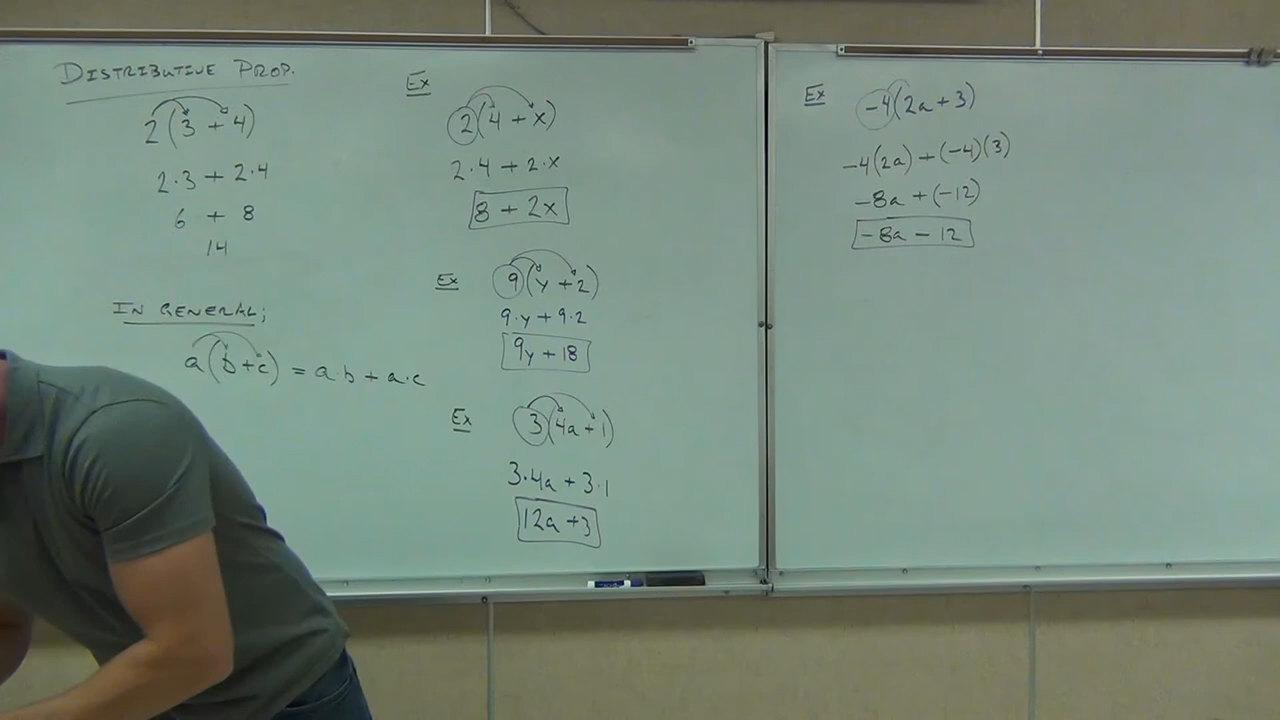 DISTRIBUTIVE PROP.
2(3 + 4)
2·3 + 2·4
6 + 8
14
IN GENERAL;
a(b+c) = a·b + a·c
Ex
2(4 + x)
2·4 + 2·x
8 + 2x
Ex
9(y + 2)
9·y + 9·2
9y + 18
Ex
3(4a + 1)
3·4a + 3·1
12a + 3
Ex
-4(2a + 3)
-4(2a) + (-4)(3)
-8a + (-12)
-8a - 12